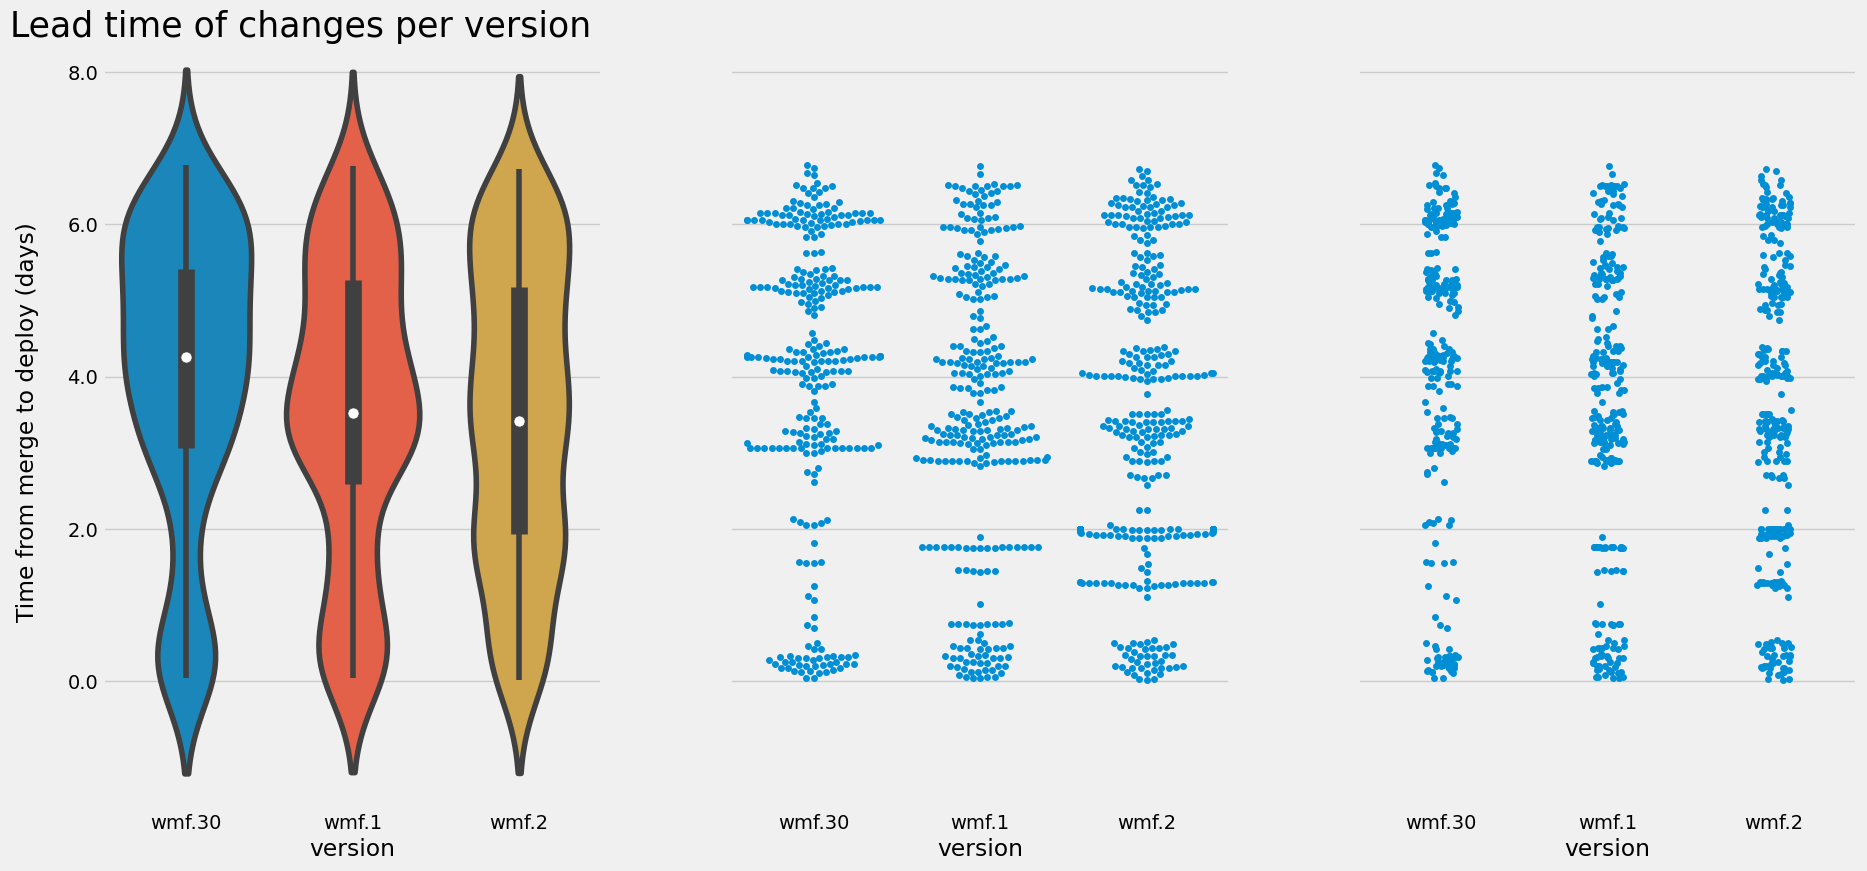 Lead time of changes per version
Time from merge to deploy (days)
8.0
6.0
4.0
2.0
0.0
wmf.30 wmf.1 wmf.2
version
wmf.30 wmf.1 wmf.2
version
wmf.30 wmf.1 wmf.2
version